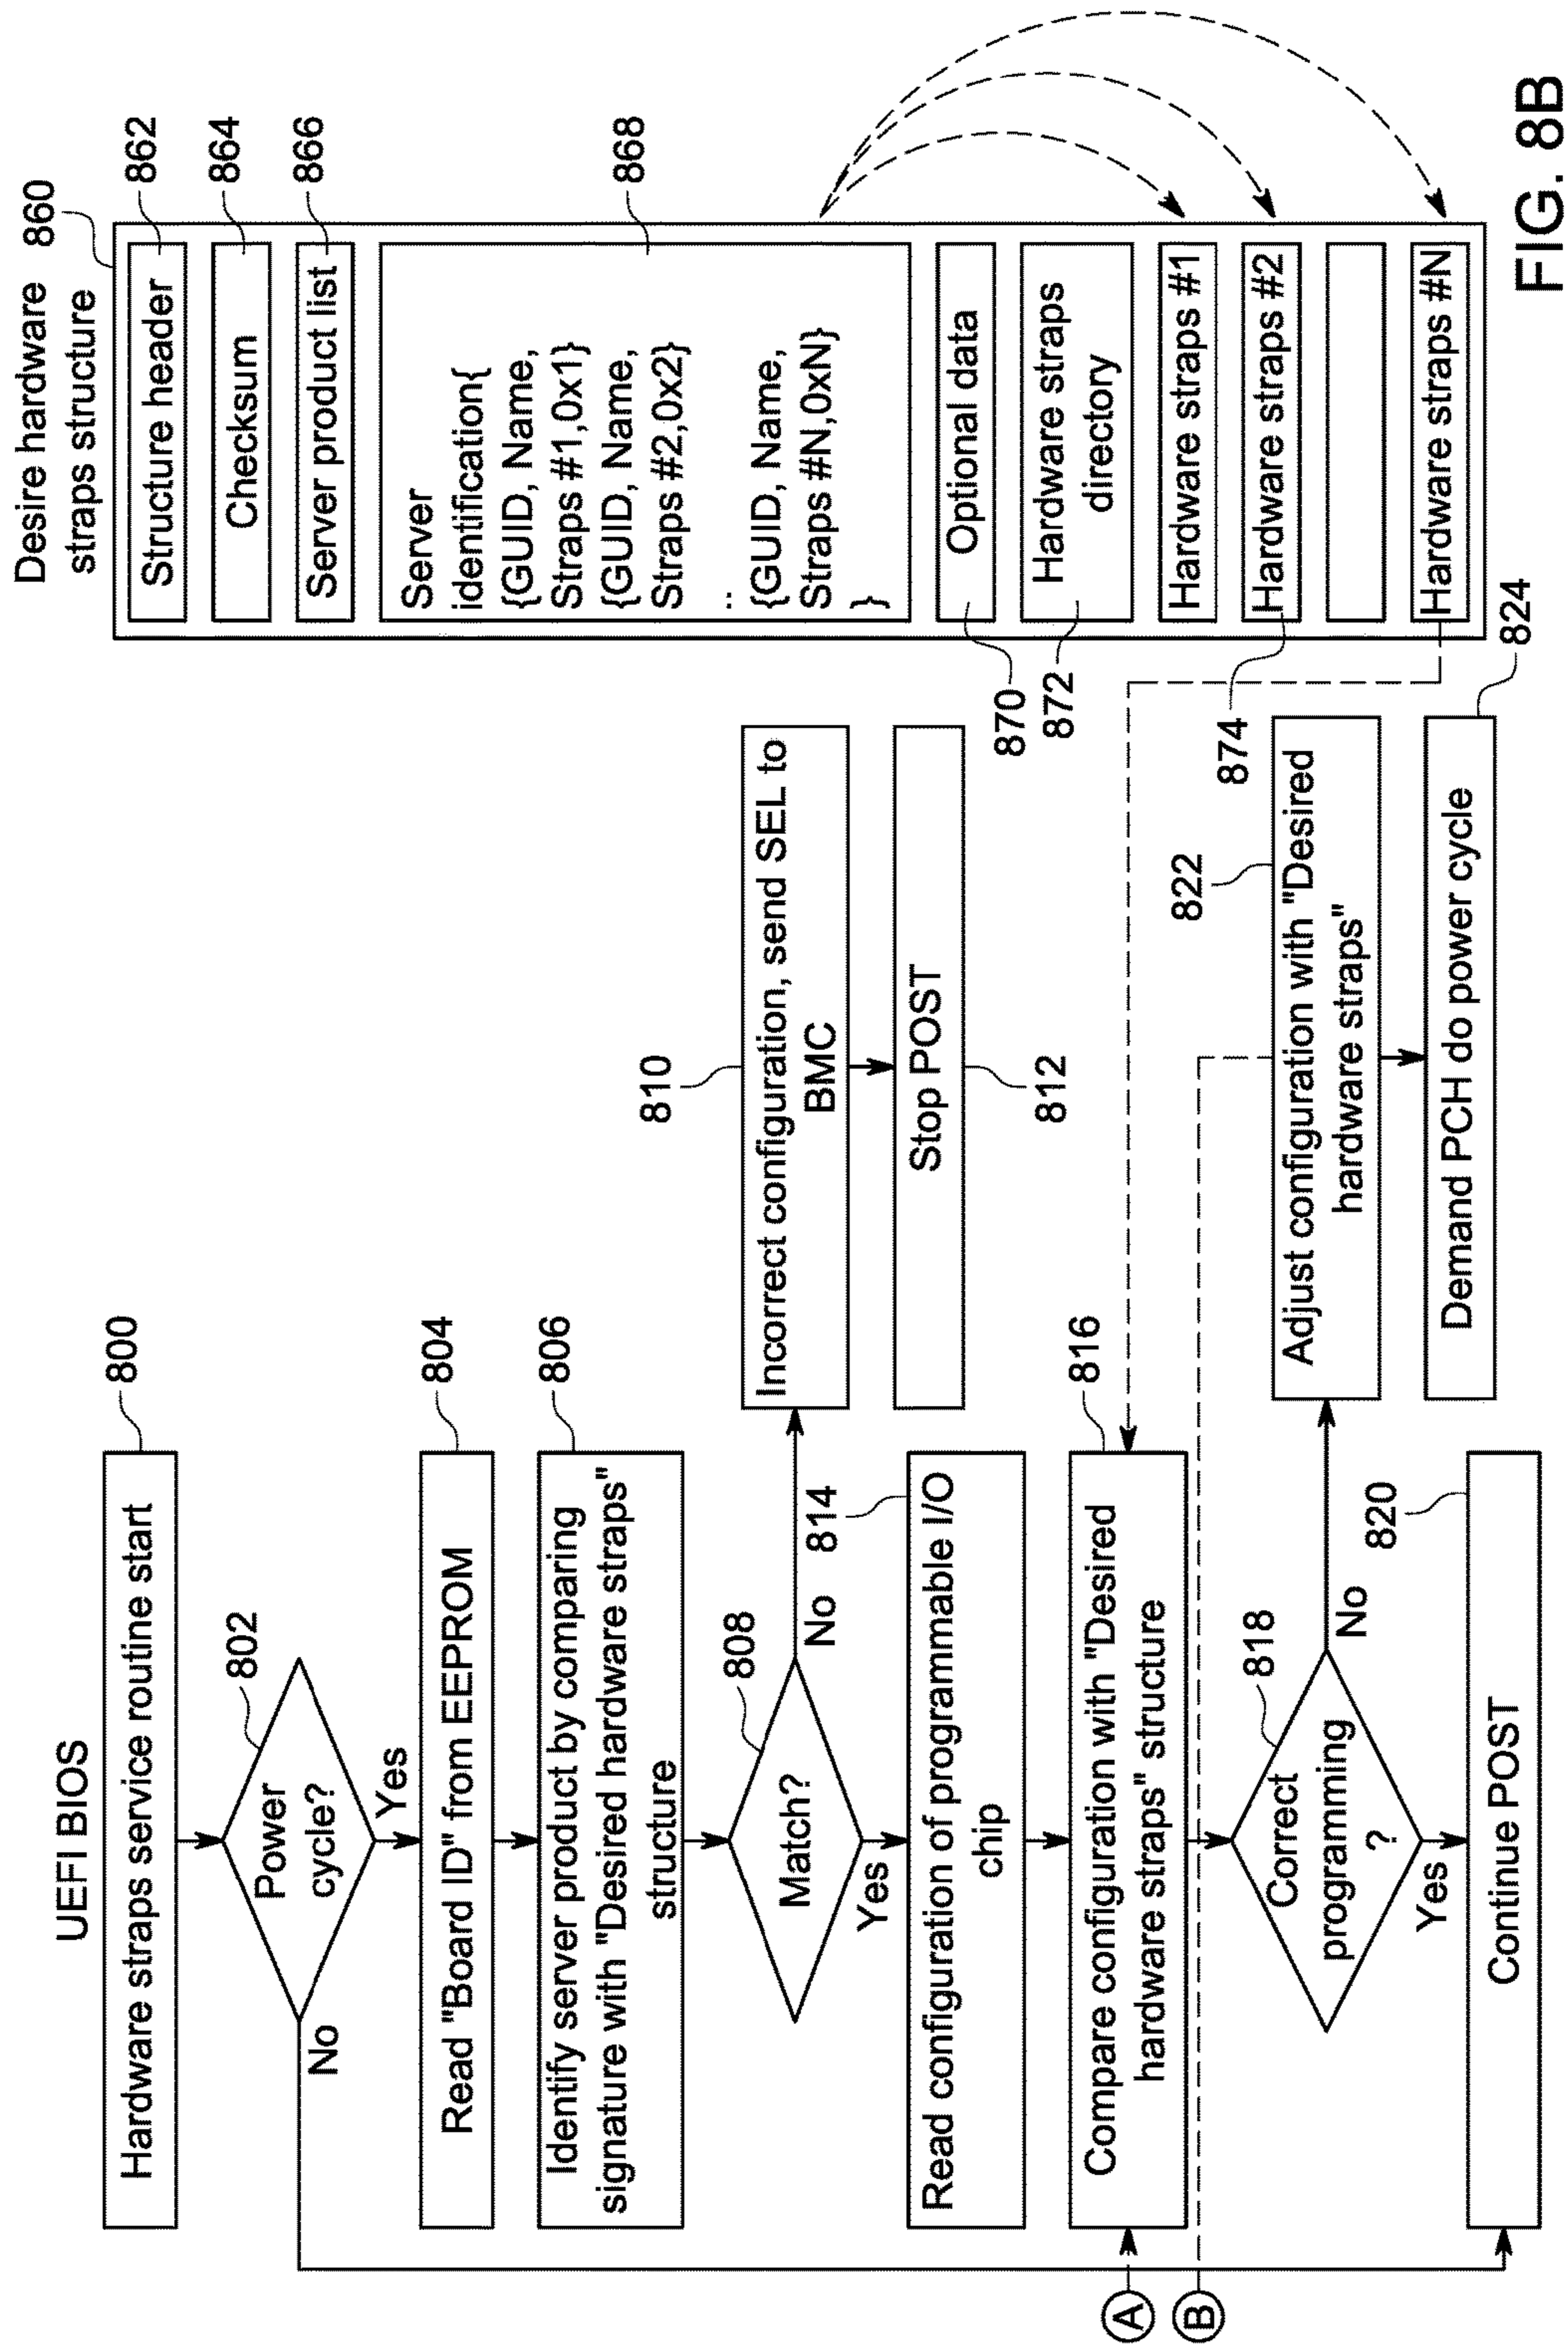 UEFI BIOS
Hardware straps service routine start
800
Power
cycle?
802
No
Yes
Read "Board ID" from EEPROM
804
Identify server product by comparing
signature with "Desired hardware straps"
structure
806
Match?
808
No
Yes
Incorrect configuration, send SEL to
BMC
810
Stop POST
812
Read configuration of programmable I/O
chip
814
Compare configuration with "Desired
hardware straps" structure
816
A
B
Correct
programming
?
818
No
Yes
Continue POST
820
Adjust configuration with "Desired
hardware straps"
822
Demand PCH do power cycle
824
Desire hardware
straps structure
860
Structure header
862
Checksum
864
Server product list
866
Server
identification{
{GUID, Name,
Straps #1,0x1}
{GUID, Name,
Straps #2,0x2}
..
{GUID, Name,
Straps #N,0xN}
}
868
Optional data
870
Hardware straps
directory
872
Hardware straps #1
Hardware straps #2
874
Hardware straps #N
FIG. 8B